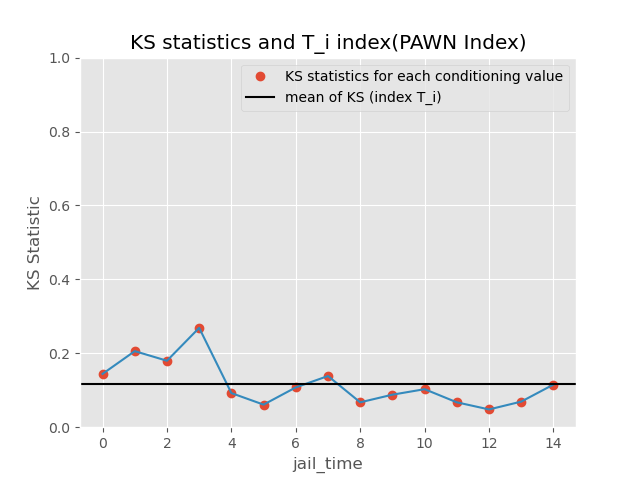 KS statistics and T_i index(PAWN Index)
KS statistics for each conditioning value
mean of KS (index T_i)
KS Statistic
1.0
0.8
0.6
0.4
0.2
0.0
0 2 4 6 8 10 12 14
jail_time